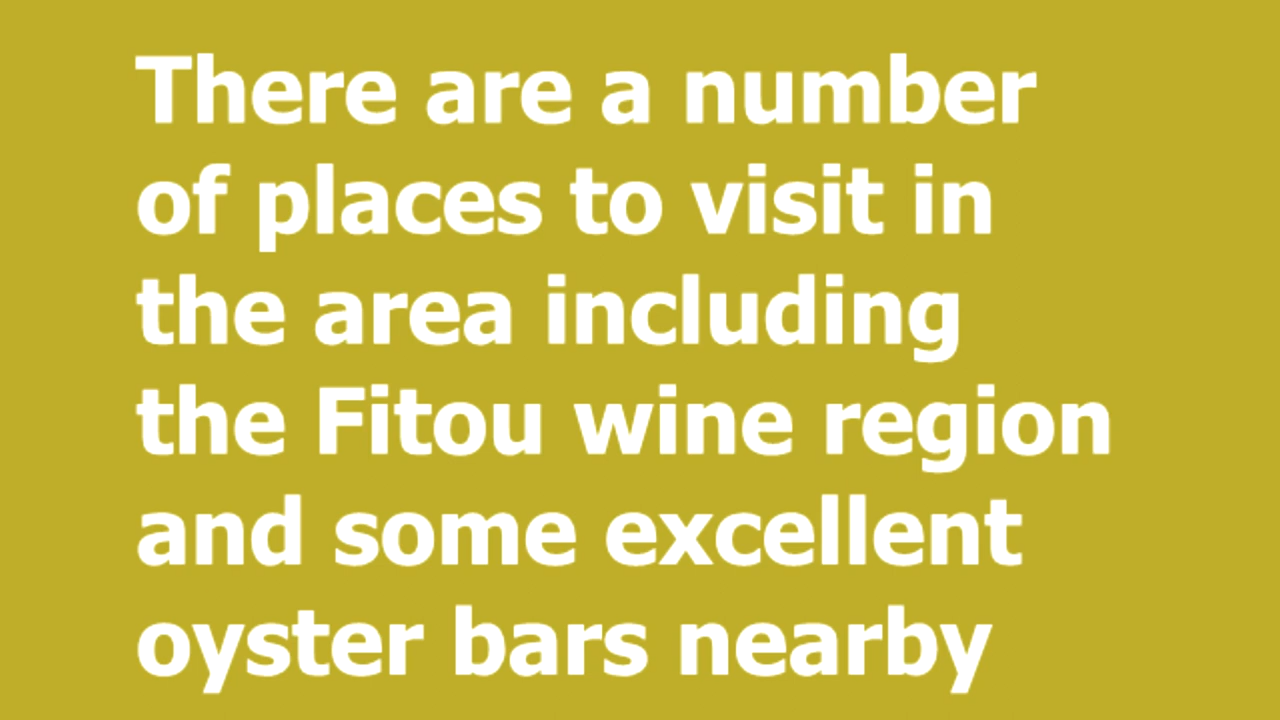 There are a number
of places to visit in
the area including
the Fitou wine region
and some excellent
oyster bars nearby